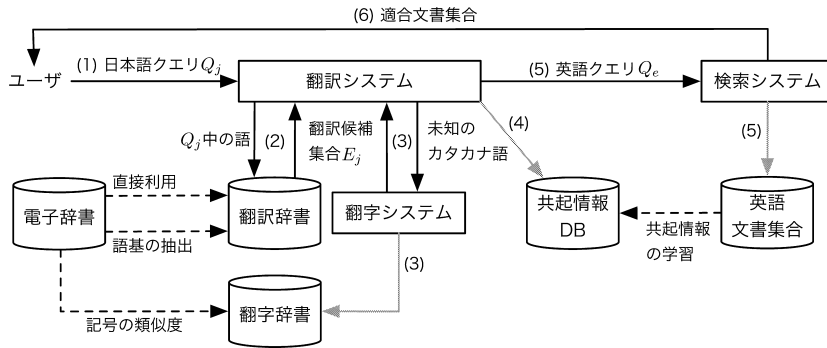 (6) 適合文書集合
ユーザ
(1) 日本語クエリQj
翻訳システム
(5) 英語クエリQe
検索システム
Qj中の語
(2)
翻訳候補
集合Ej
(3)
未知の
カタカナ語
(4)
(5)
電子辞書
直接利用
語基の抽出
翻訳辞書
翻字システム
共起情報
DB
共起情報
の学習
英語
文書集合
(3)
記号の類似度
翻字辞書